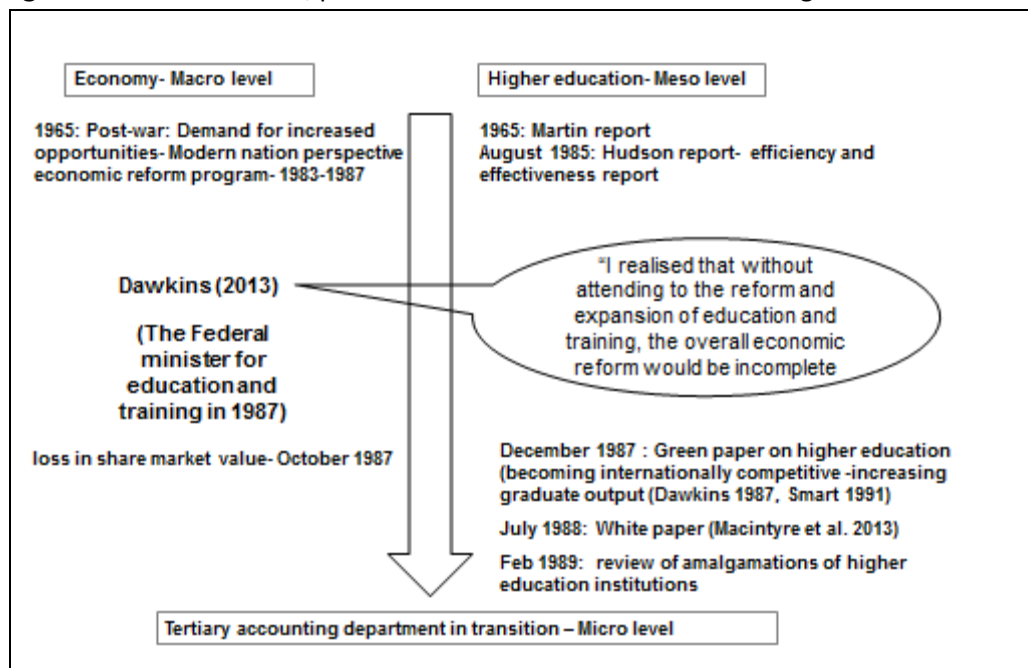 Economy- Macro level
Higher education- Meso level
1965: Post-war: Demand for increased
opportunities- Modern nation perspective
economic reform program- 1983-1987
1965: Martin report
August 1985: Hudson report- efficiency and
effectiveness report
Dawkins (2013)
(The Federal
minister for
education and
training in 1987)
"I realised that without
attending to the reform and
expansion of education and
training, the overall economic
reform would be incomplete
loss in share market value- October 1987
December 1987 : Green paper on higher education
(becoming internationally competitive -increasing
graduate output (Dawkins 1987, Smart 1991)
July 1988: White paper (Macintyre et al. 2013)
Feb 1989: review of amalgamations of higher
education institutions
Tertiary accounting department in transition – Micro level